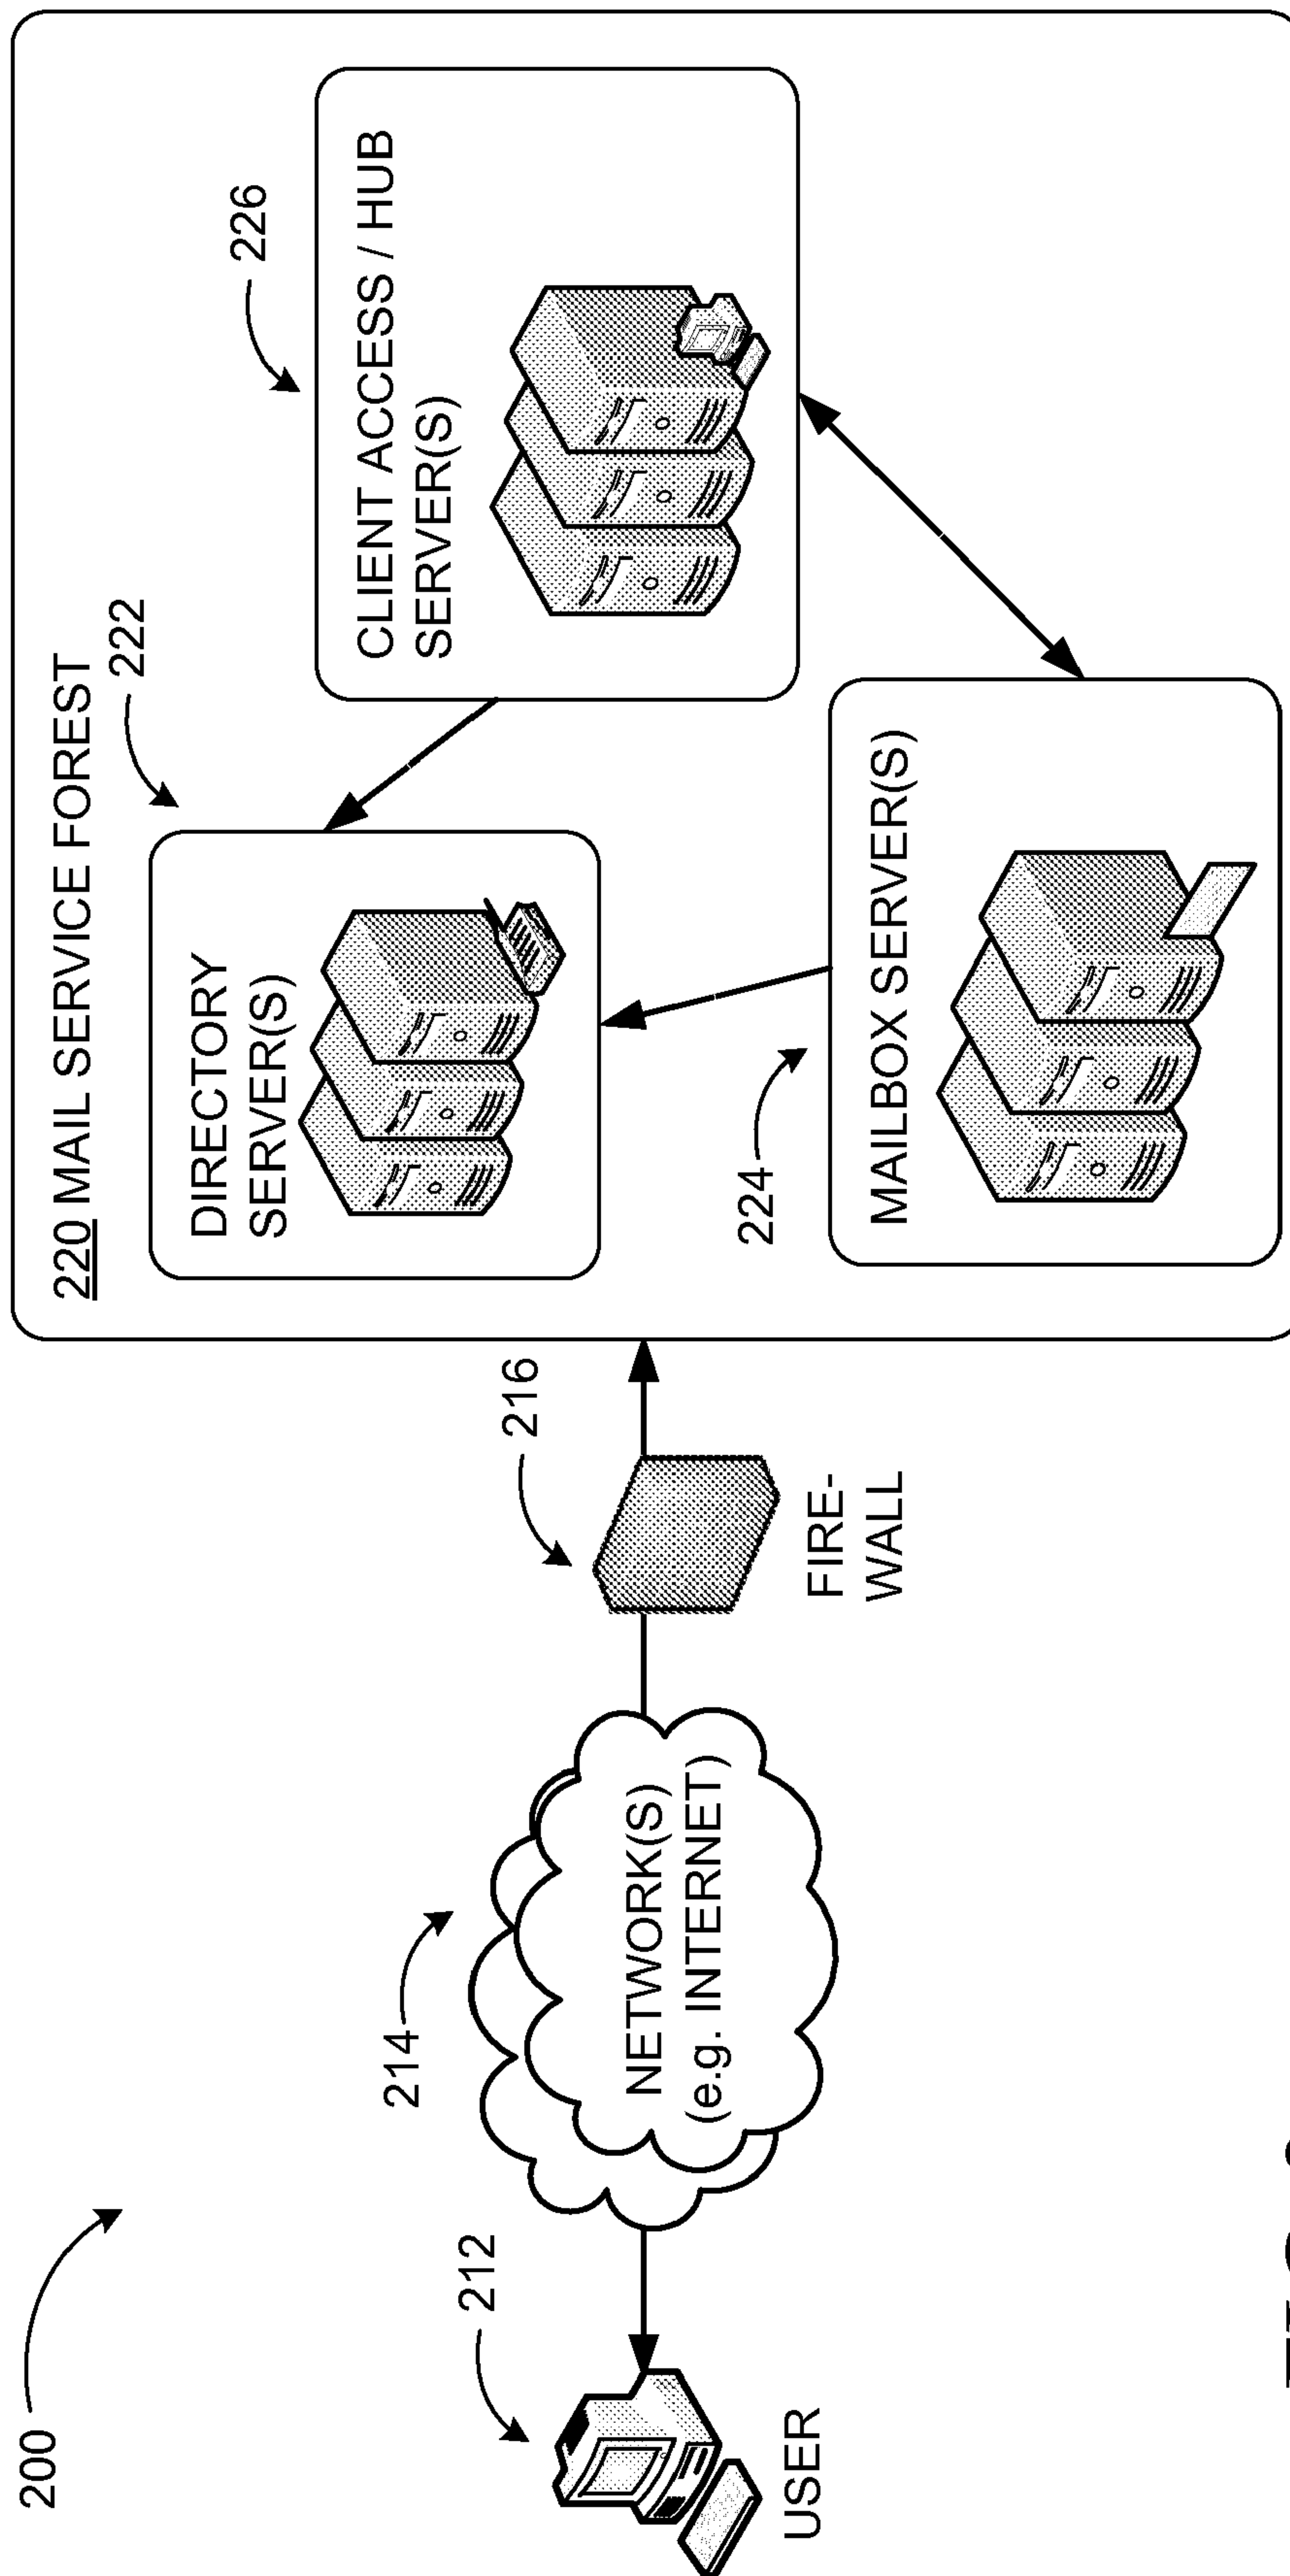 200
220 MAIL SERVICE FOREST
222
226
DIRECTORY
SERVER(S)
CLIENT ACCESS / HUB
SERVER(S)
224
MAILBOX SERVER(S)
212
214
216
USER
NETWORK(S)
(e.g. INTERNET)
FIRE-
WALL